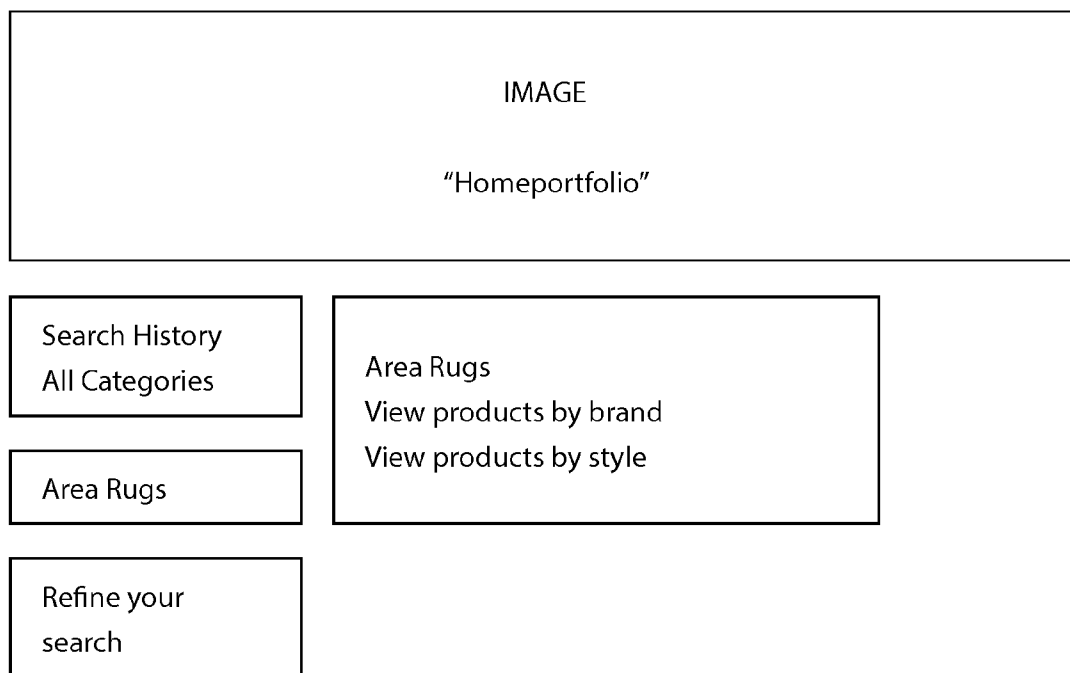 IMAGE
“Homeportfolio”
Search History
All Categories
Area Rugs
Refine your
search
Area Rugs
View products by brand
View products by style